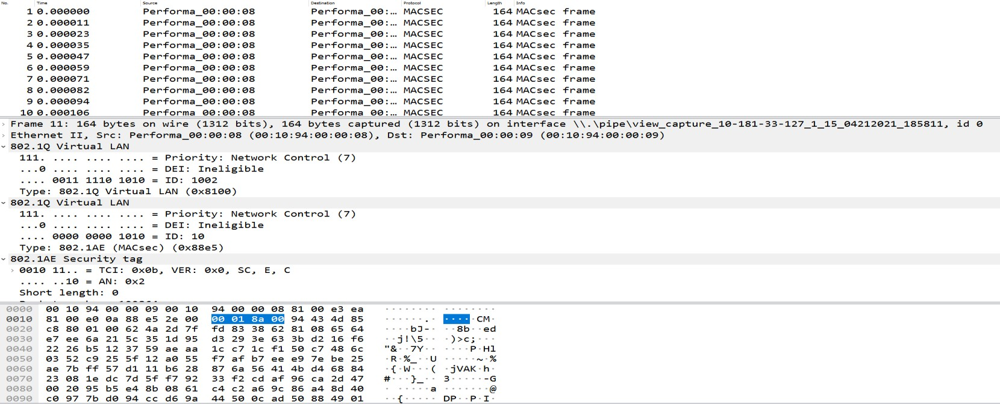 No. Time Source Destination Protocol Length Info
1 0.000000 Performa_00:00:08 Performa_00:… MACSEC 164 MACsec frame
2 0.000011 Performa_00:00:08 Performa_00:… MACSEC 164 MACsec frame
3 0.000023 Performa_00:00:08 Performa_00:… MACSEC 164 MACsec frame
4 0.000035 Performa_00:00:08 Performa_00:… MACSEC 164 MACsec frame
5 0.000047 Performa_00:00:08 Performa_00:… MACSEC 164 MACsec frame
6 0.000059 Performa_00:00:08 Performa_00:… MACSEC 164 MACsec frame
7 0.000071 Performa_00:00:08 Performa_00:… MACSEC 164 MACsec frame
8 0.000082 Performa_00:00:08 Performa_00:… MACSEC 164 MACsec frame
9 0.000094 Performa_00:00:08 Performa_00:… MACSEC 164 MACsec frame
10 0.000106 Performa_00:00:08 Performa_00:… MACSEC 164 MACsec frame
Frame 11: 164 bytes on wire (1312 bits), 164 bytes captured (1312 bits) on interface \\.\pipe\view_capture_10-181-33-127_1_15_04212021_185811, id 0
Ethernet II, Src: Performa_00:00:08 (00:10:94:00:00:08), Dst: Performa_00:00:09 (00:10:94:00:00:09)
802.1Q Virtual LAN
111. .... .... .... = Priority: Network Control (7)
...0 .... .... .... = DEI: Ineligible
.... 0011 1110 1010 = ID: 1002
Type: 802.1Q Virtual LAN (0x8100)
802.1Q Virtual LAN
111. .... .... .... = Priority: Network Control (7)
...0 .... .... .... = DEI: Ineligible
.... 0000 0000 1010 = ID: 10
Type: 802.1AE (MACsec) (0x88e5)
802.1AE Security tag
0010 11.. = TCI: 0x0b, VER: 0x0, SC, E, C
.... ..10 = AN: 0x2
Short length: 0
0000 00 10 94 00 00 09 00 10 94 00 00 08 81 00 e3 ea ········ ········
0010 81 00 e0 0a 88 e5 2e 00 00 01 8a 00 94 43 4d 85 ······.· ·····CM·
0020 c8 80 01 00 62 4a 2d 7f fd 83 38 62 81 08 65 64 ····bJ-· ··8b··ed
0030 e7 ee 6a 21 5c 35 1d 95 d3 29 3e 63 3b d2 16 f6 ··j!\5·· ·)>c;···
0040 22 26 b5 12 37 59 ae aa 1c c7 1c f1 50 c7 48 6c "&··7Y·· ····P·Hl
0050 03 52 c9 25 5f 12 a0 55 f7 af b7 ee e9 7e be 25 ·R·%_··U ·····~·%
0060 ae 7b ff 57 d1 11 b6 28 87 6a 56 41 4b d4 68 84 ·{·W···( ·jVAK·h·
0070 23 08 1e dc 7d 5f f7 92 33 f2 cd af 96 ca 2d 47 #···}_·· 3·····-G
0080 00 20 95 b5 e4 8b 08 61 c4 c2 a6 9c 86 a4 8d 40 · ·····a ·······@
0090 c0 97 7b d0 94 cc d6 9a 44 50 0c ad 50 88 49 01 ··{····· DP··P·I·